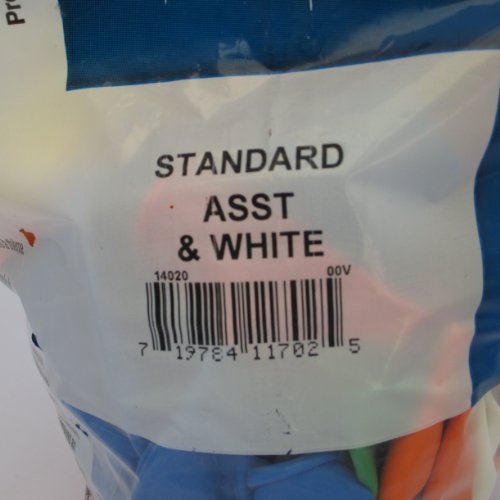 STANDARD
ASST
& WHITE
14020 00V
7 19784 11702 5